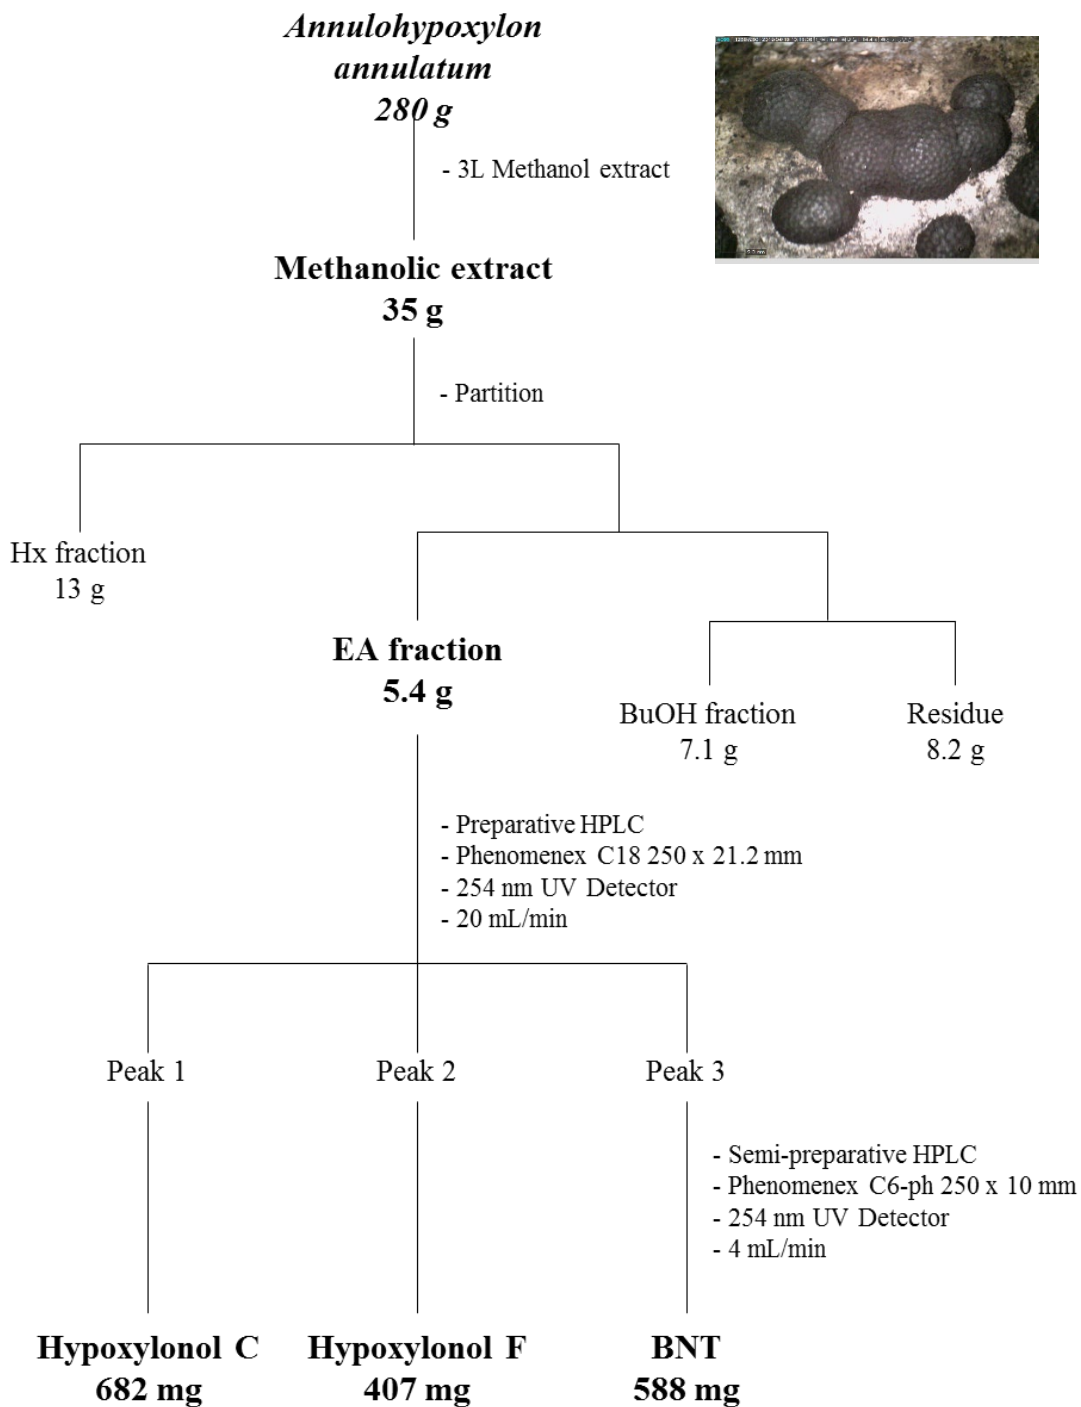 Annulohypoxylon
annulatum
280 g
- 3L Methanol extract
Methanolic extract
35 g
- Partition
Hx fraction
13 g
EA fraction
5.4 g
BuOH fraction
7.1 g
Residue
8.2 g
- Preparative HPLC
- Phenomenex C18 250 x 21.2 mm
- 254 nm UV Detector
- 20 mL/min
Peak 1
Peak 2
Peak 3
- Semi-preparative HPLC
- Phenomenex C6-ph 250 x 10 mm
- 254 nm UV Detector
- 4 mL/min
Hypoxylonol C
682 mg
Hypoxylonol F
407 mg
BNT
588 mg